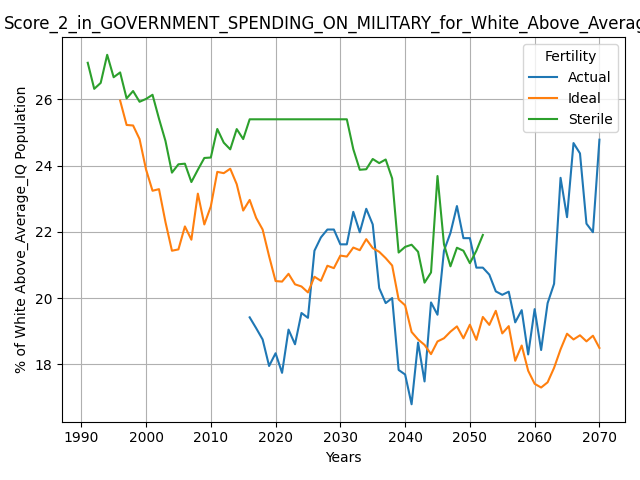 Score_2_in_GOVERNMENT_SPENDING_ON_MILITARY_for_White_Above_Averag
Fertility
Actual
Ideal
Sterile
% of White Above_Average_IQ Population
26
24
22
20
18
1990 2000 2010 2020 2030 2040 2050 2060 2070
Years